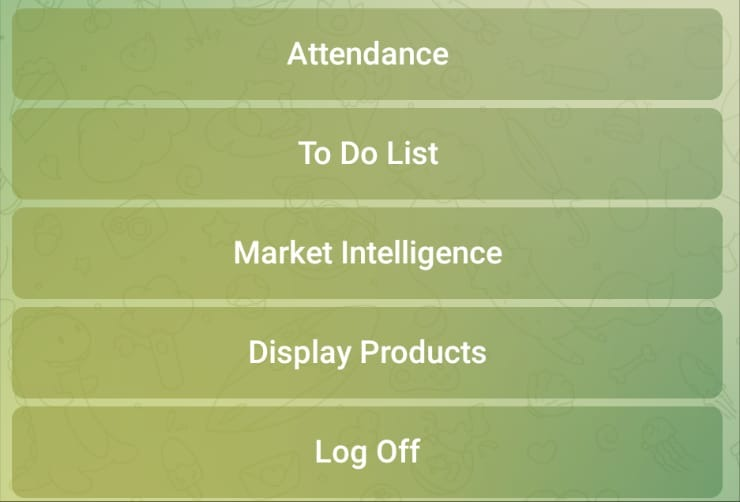 Attendance
To Do List
Market Intelligence
Display Products
Log Off